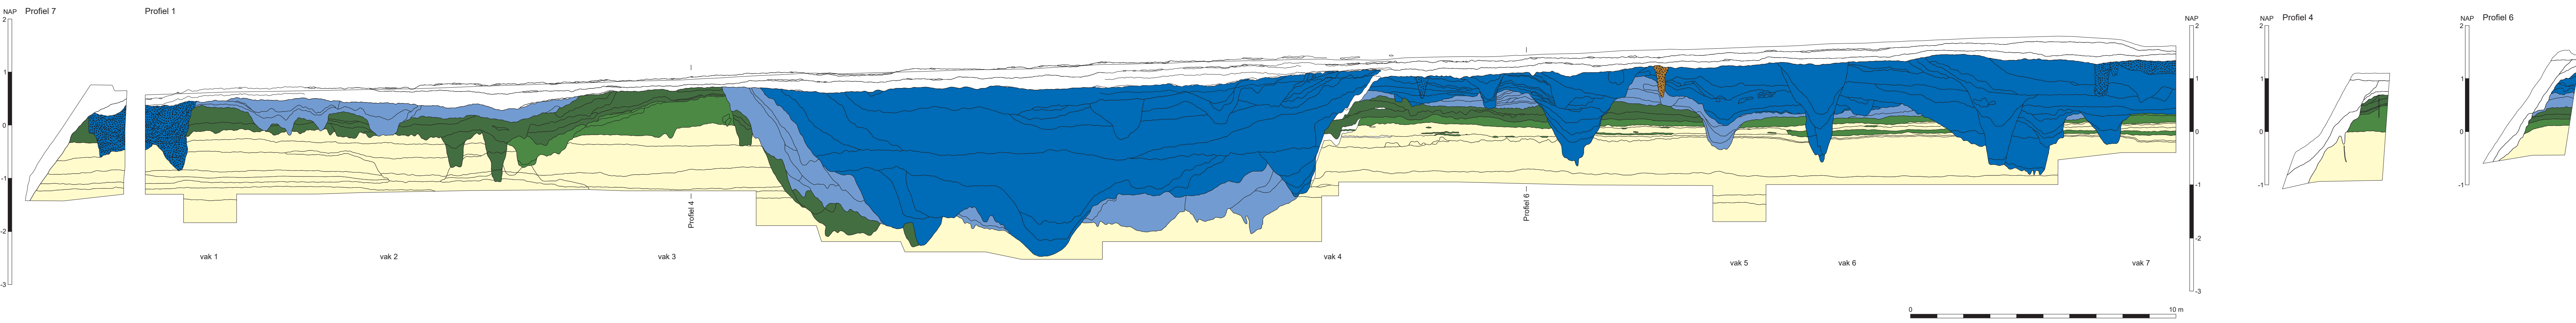 NAP Profiel 7
2
1
0
-1
-2
-3
Profiel 1
Profiel 4
Profiel 6
vak 1
vak 2
vak 3
vak 4
vak 5
vak 6
vak 7
NAP
2
1
0
-1
-2
-3
0 10 m
NAP Profiel 4
2
1
0
-1
NAP Profiel 6
2
1
0
-1